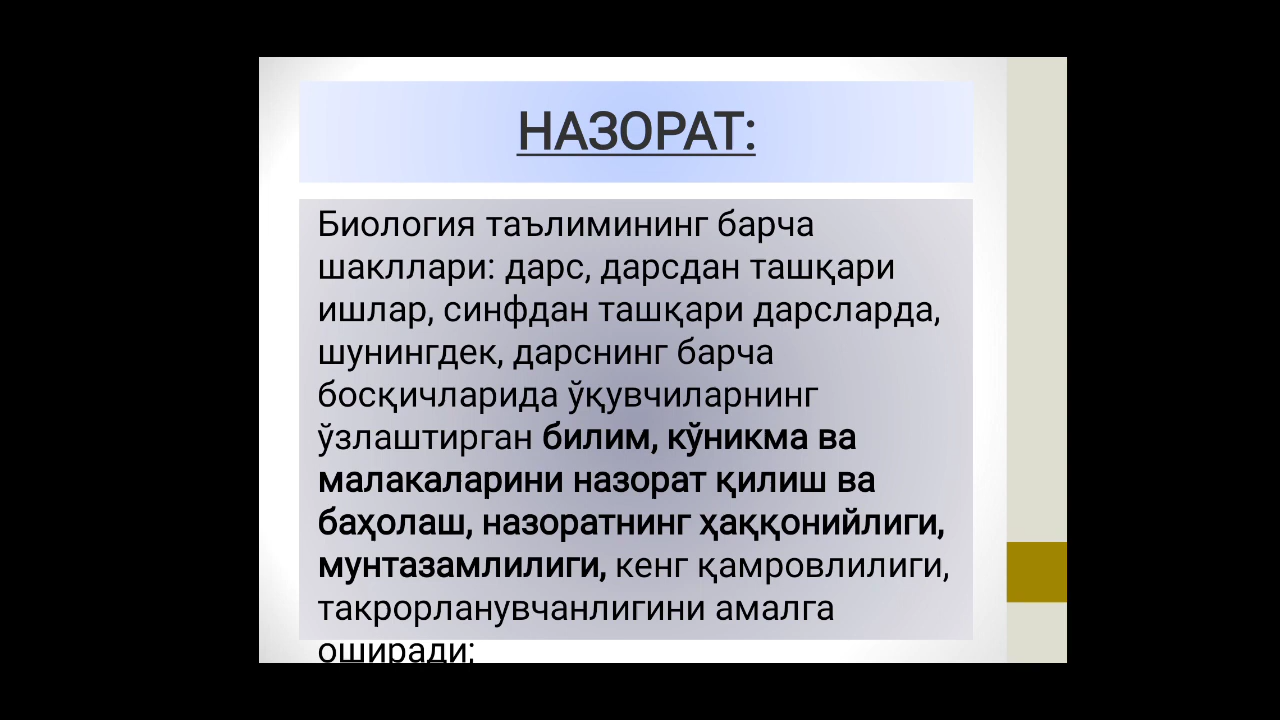 НАЗОРАТ:
Биология таълимининг барча
шакллари: дарс, дарсдан ташқари
ишлар, синфдан ташқари дарсларда,
шунингдек, дарснинг барча
босқичларида ўқувчиларнинг
ўзлаштирган билим, кўникма ва
малакаларини назорат қилиш ва
баҳолаш, назоратнинг ҳаққонийлиги,
мунтазамлилиги, кенг қамровлилиги,
такрорланувчанлигини амалга
оширади;